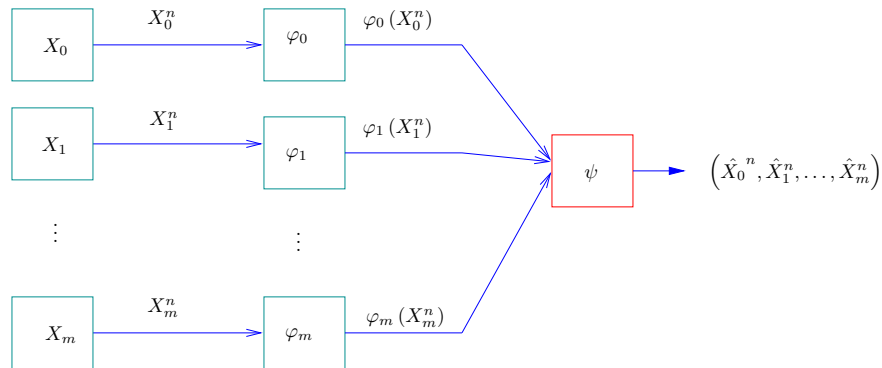 X_0 X_0^n φ_0 φ_0 (X_0^n)
X_1 X_1^n φ_1 φ_1 (X_1^n)
ψ (X̂_0^n, X̂_1^n, ..., X̂_m^n)
⋮ ⋮
X_m X_m^n φ_m φ_m (X_m^n)